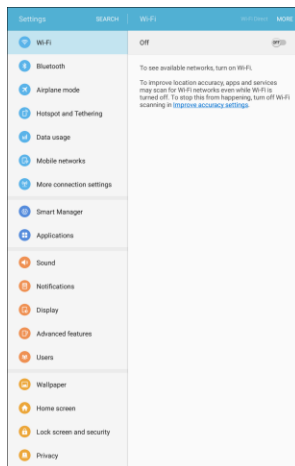 Settings SEARCH
Wi-Fi Wi-Fi Direct MORE
Wi-Fi
Bluetooth
Airplane mode
Hotspot and Tethering
Data usage
Mobile networks
More connection settings
Smart Manager
Applications
Sound
Notifications
Display
Advanced features
Users
Wallpaper
Home screen
Lock screen and security
Privacy
Off OFF
To see available networks, turn on Wi-Fi.
To improve location accuracy, apps and services
may scan for Wi-Fi networks even while Wi-Fi is
turned off. To stop this from happening, turn off Wi-Fi
scanning in Improve accuracy settings.